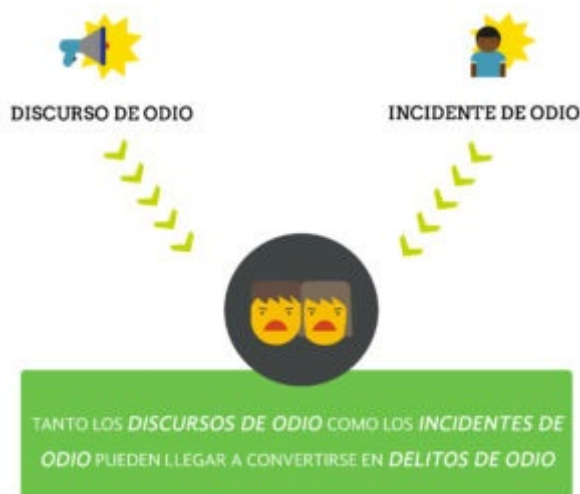 DISCURSO DE ODIO
INCIDENTE DE ODIO
TANTO LOS DISCURSOS DE ODIO COMO LOS INCIDENTES DE
ODIO PUEDEN LLEGAR A CONVERTIRSE EN DELITOS DE ODIO